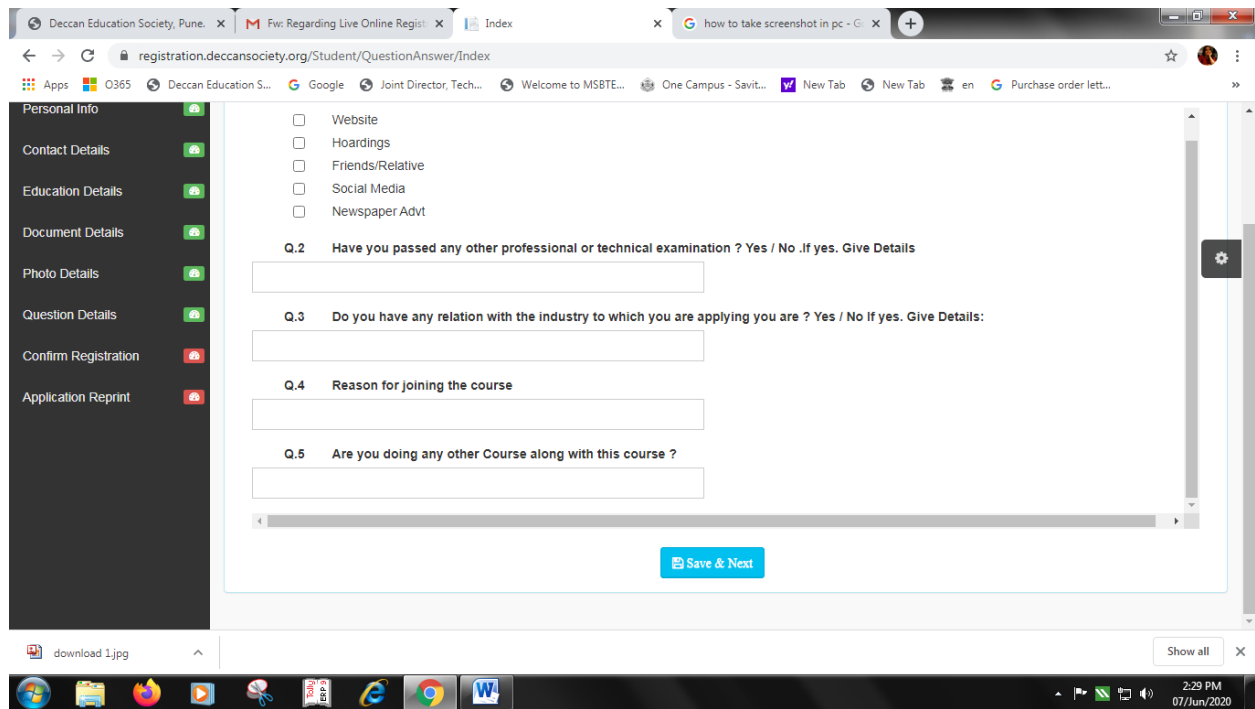 Deccan Education Society, Pune.
Fw: Regarding Live Online Regist
Index
how to take screenshot in pc - G
registration.deccansociety.org/Student/QuestionAnswer/Index
Apps O365 Deccan Education S... Google Joint Director, Tech... Welcome to MSBTE... One Campus - Savit... New Tab New Tab en Purchase order lett... »
Personal Info
Contact Details
Education Details
Document Details
Photo Details
Question Details
Confirm Registration
Application Reprint
Website
Hoardings
Friends/Relative
Social Media
Newspaper Advt
Q.2 Have you passed any other professional or technical examination ? Yes / No .If yes. Give Details
Q.3 Do you have any relation with the industry to which you are applying you are ? Yes / No If yes. Give Details:
Q.4 Reason for joining the course
Q.5 Are you doing any other Course along with this course ?
Save & Next
download 1.jpg
Show all
Tally
ERP 9
2:29 PM
07/Jun/2020